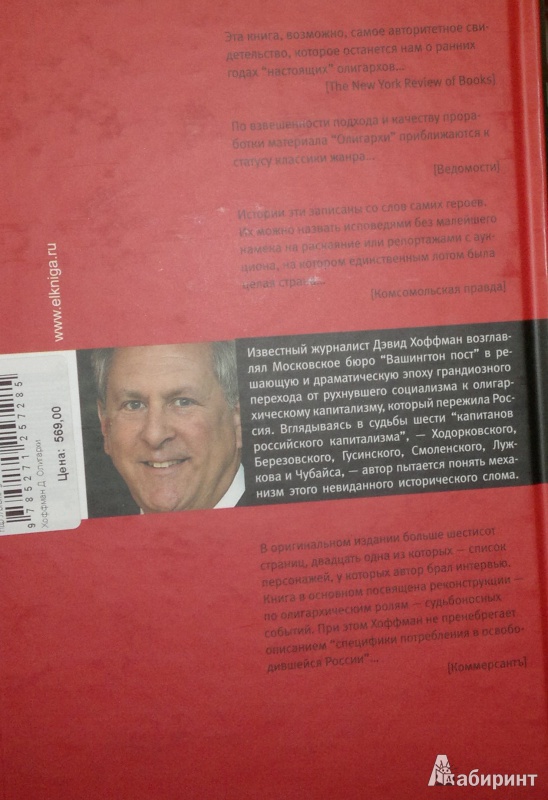 Эта книга, возможно, самое авторитетное сви-
детельство, которое останется нам о ранних
годах "настоящих" олигархов...
[The New York Review of Books]
По взвешенности подхода и качеству прора-
ботки материала "Олигархи" приближаются к
статусу классики жанра...
[Ведомости]
Истории эти записаны со слов самих героев.
Их можно назвать исповедями без малейшего
намека на раскаяние или репортажами с аук-
циона, на котором единственным лотом была
целая страна...
[Комсомольская правда]
www.elkniga.ru
Известный журналист Дэвид Хоффман возглав-
лял Московское бюро "Вашингтон пост" в ре-
шающую и драматическую эпоху грандиозного
перехода от рухнувшего социализма к олигар-
хическому капитализму, который пережила Рос-
сия. Вглядываясь в судьбы шести "капитанов
российского капитализма", — Ходорковского,
Березовского, Гусинского, Смоленского, Луж-
кова и Чубайса, — автор пытается понять меха-
низм этого невиданного исторического слома.
Цена: 569,00
9 785271 257285
Хоффман Д. Олигархи
В оригинальном издании больше шестисот
страниц, двадцать одна из которых — список
персонажей, у которых автор брал интервью.
Книга в основном посвящена реконструкции —
по олигархическим ролям — судьбоносных
событий. При этом Хоффман не пренебрегает
описанием "специфики потребления в освобо-
дившейся России"...
[Коммерсантъ]
Лабиринт